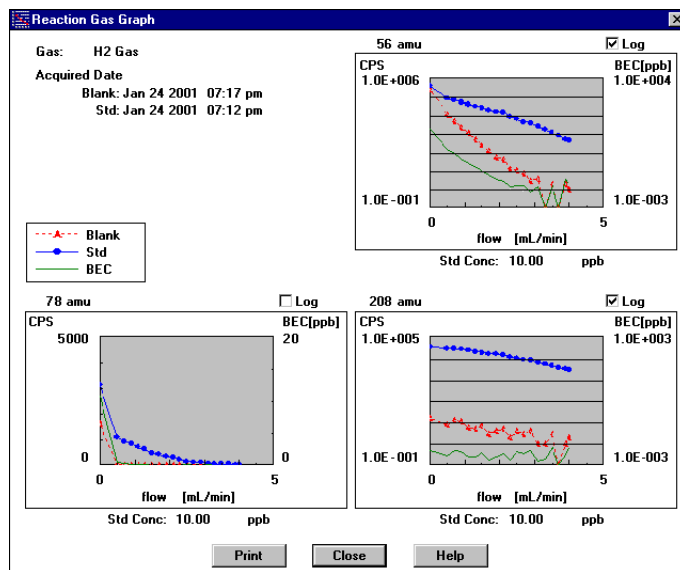 Reaction Gas Graph
Gas: H2 Gas
Acquired Date
Blank: Jan 24 2001 07:17 pm
Std: Jan 24 2001 07:12 pm
56 amu Log
CPS BEC[ppb]
1.0E+006 1.0E+004
1.0E-001 1.0E-003
0 5
flow [mL/min]
Std Conc: 10.00 ppb
Blank
Std
BEC
78 amu Log
CPS BEC[ppb]
5000 20
0 0
0 5
flow [mL/min]
Std Conc: 10.00 ppb
208 amu Log
CPS BEC[ppb]
1.0E+005 1.0E+003
1.0E-001 1.0E-003
0 5
flow [mL/min]
Std Conc: 10.00 ppb
Print Close Help